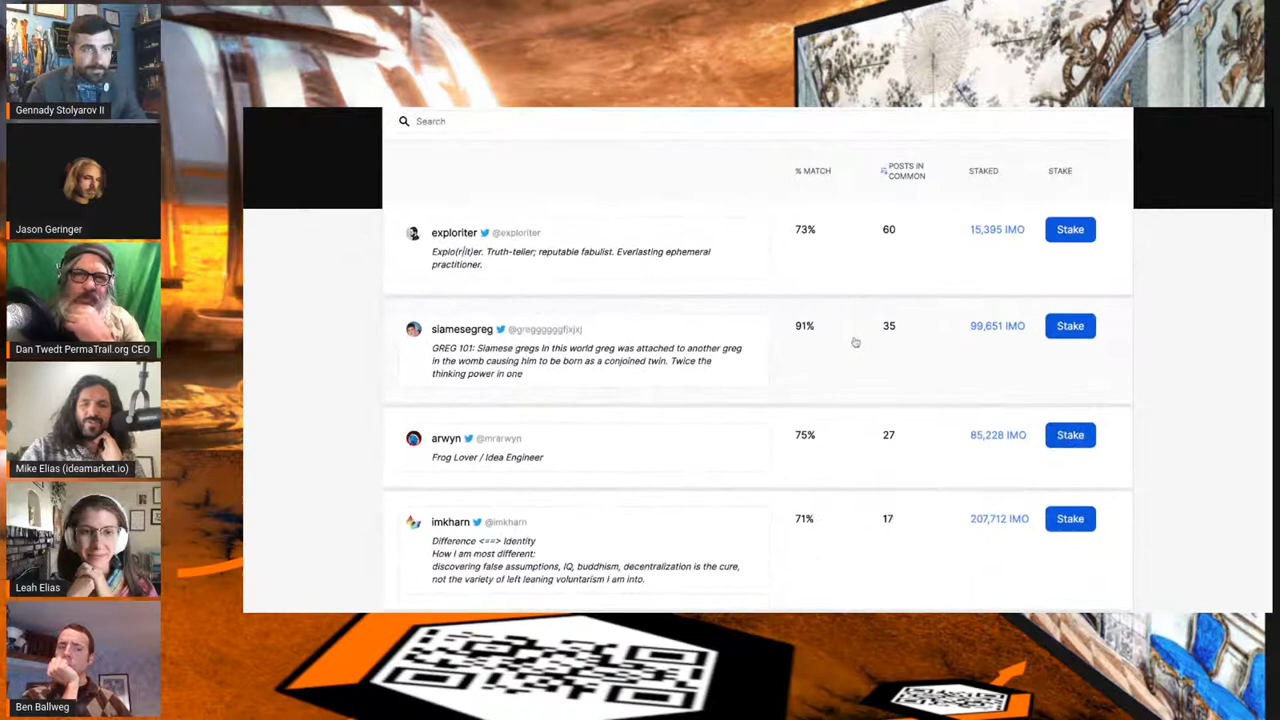 Gennady Stolyarov II
Jason Geringer
Dan Twedt PermaTrail.org CEO
Mike Elias (ideamarket.io)
Leah Elias
Ben Ballweg
Search
% MATCH
POSTS IN
COMMON
STAKED
STAKE
exploriter @exploriter
Explo(r|it)er. Truth-teller; reputable fabulist. Everlasting ephemeral
practitioner.
73%
60
15,395 IMO
Stake
siamesegreg @greggggggfjxjxj
GREG 101: Siamese gregs In this world greg was attached to another greg
in the womb causing him to be born as a conjoined twin. Twice the
thinking power in one
91%
35
99,651 IMO
Stake
arwyn @mrarwyn
Frog Lover / Idea Engineer
75%
27
85,228 IMO
Stake
imkharn @imkharn
Difference <==> Identity
How I am most different:
discovering false assumptions, IQ, buddhism, decentralization is the cure,
not the variety of left leaning voluntarism I am into.
71%
17
207,712 IMO
Stake